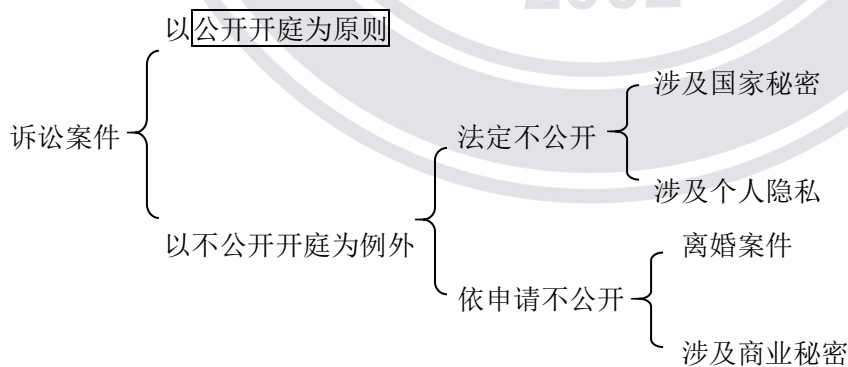 以公开开庭为原则
涉及国家秘密
诉讼案件
法定不公开
涉及个人隐私
以不公开开庭为例外
离婚案件
依申请不公开
涉及商业秘密